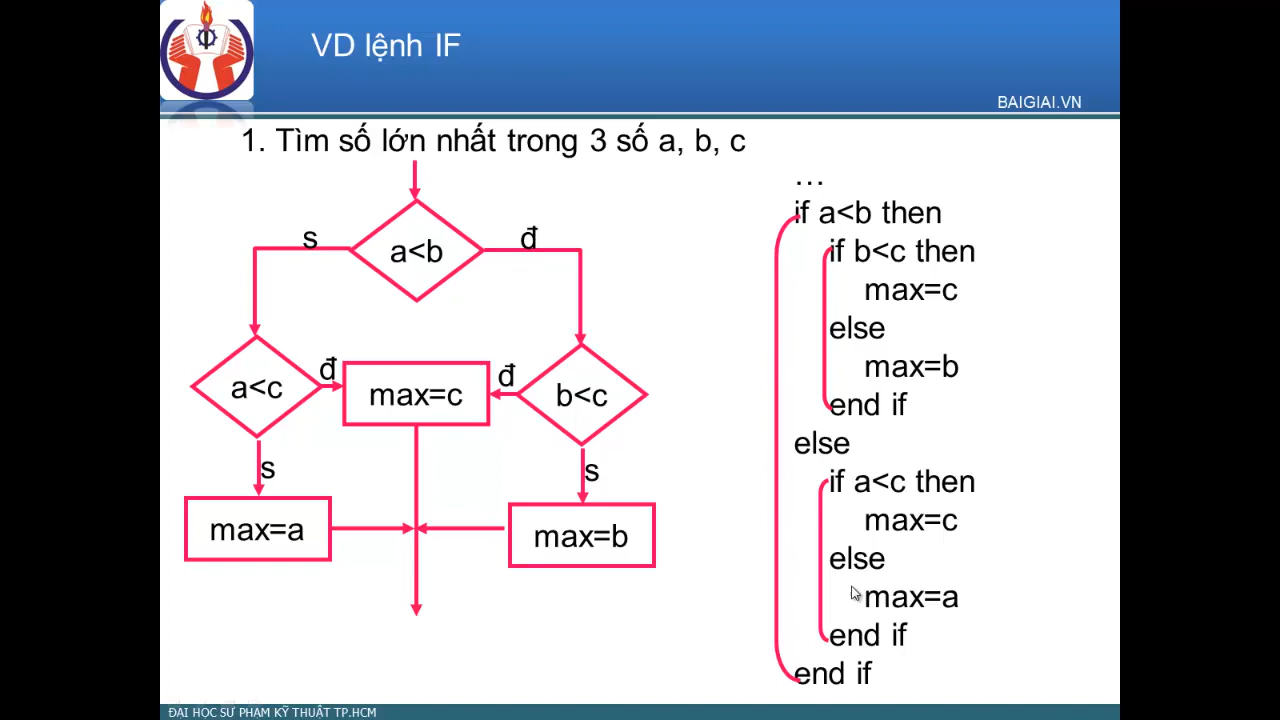 VD lệnh IF
BAIGIAI.VN
1. Tìm số lớn nhất trong 3 số a, b, c
a<b
s
đ
a<c
đ
s
max=c
b<c
đ
s
max=a
max=b
…
if a<b then
if b<c then
max=c
else
max=b
end if
else
if a<c then
max=c
else
max=a
end if
end if
ĐẠI HỌC SƯ PHẠM KỸ THUẬT TP.HCM